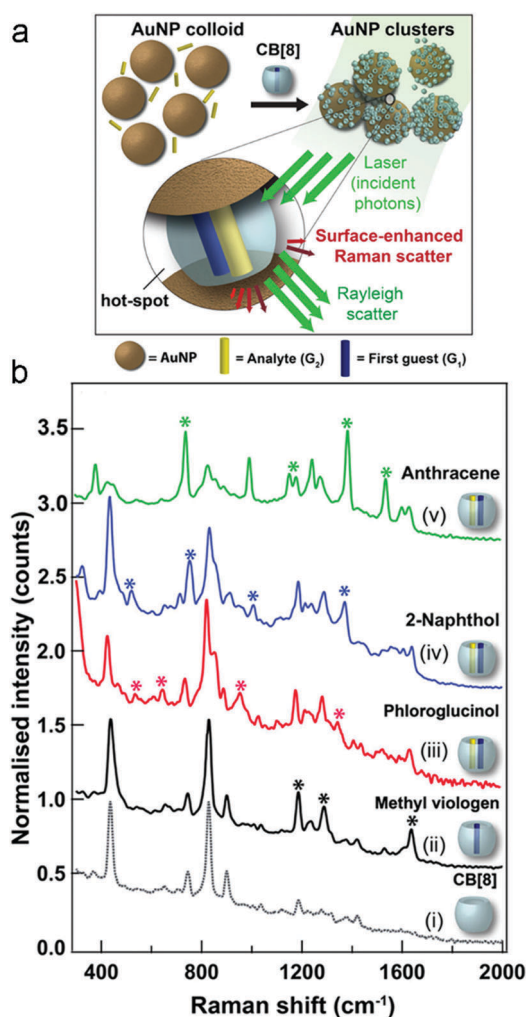 a
AuNP colloid
CB[8]
AuNP clusters
Laser
(incident
photons)
Surface-enhanced
Raman scatter
Rayleigh
scatter
hot-spot
= AuNP
= Analyte (G₂)
= First guest (G₁)
b
Normalised intensity (counts)
3.5
3.0
2.5
2.0
1.5
1.0
0.5
0.0
* * * *
Anthracene
(v)
* * * *
2-Naphthol
(iv)
* * * *
Phloroglucinol
(iii)
* * *
Methyl viologen
(ii)
CB[8]
(i)
400 800 1200 1600 2000
Raman shift (cm⁻¹)